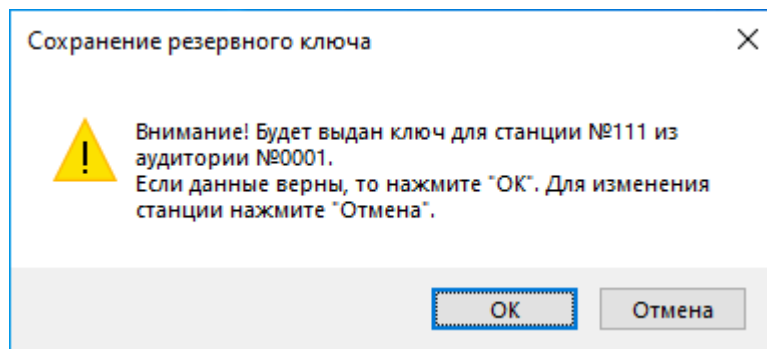 Сохранение резервного ключа
Внимание! Будет выдан ключ для станции №111 из
аудитории №0001.
Если данные верны, то нажмите "ОК". Для изменения
станции нажмите "Отмена".
ОК
Отмена